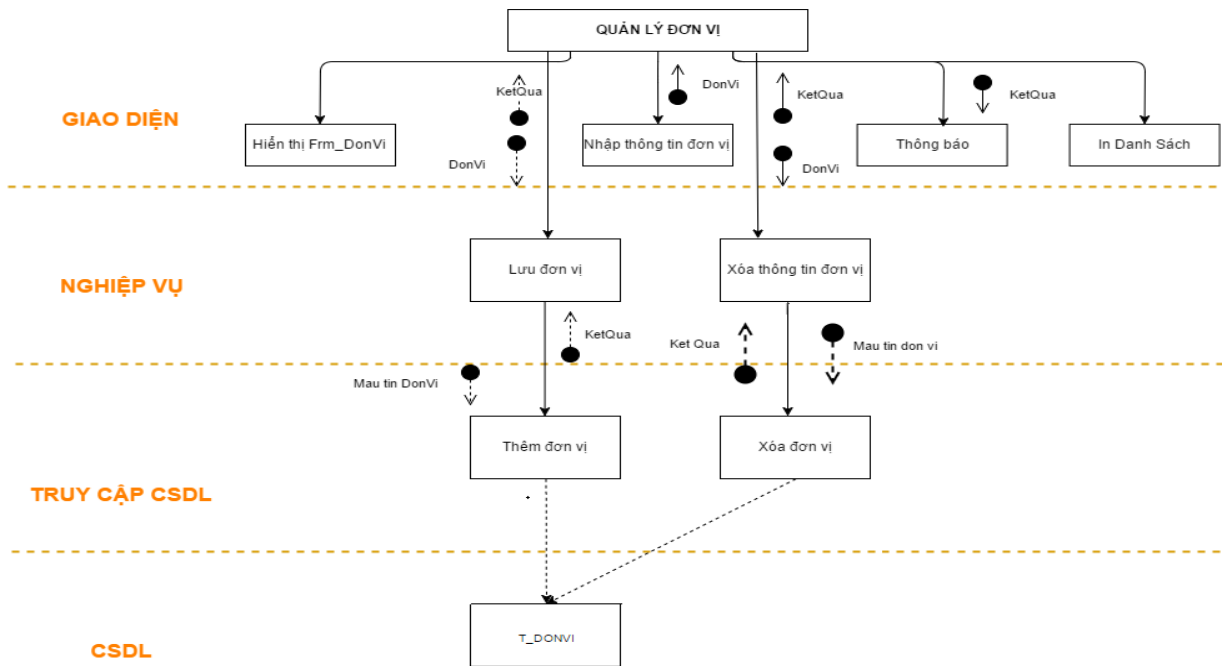 QUẢN LÝ ĐƠN VỊ
GIAO DIỆN
KetQua
DonVi
KetQua
KetQua
Hiển thị Frm_DonVi
Nhập thông tin đơn vị
Thông báo
In Danh Sách
DonVi
DonVi
NGHIỆP VỤ
Lưu đơn vị
Xóa thông tin đơn vị
KetQua
Ket Qua
Mau tin don vi
Mau tin DonVi
TRUY CẬP CSDL
Thêm đơn vị
Xóa đơn vị
CSDL
T_DONVI